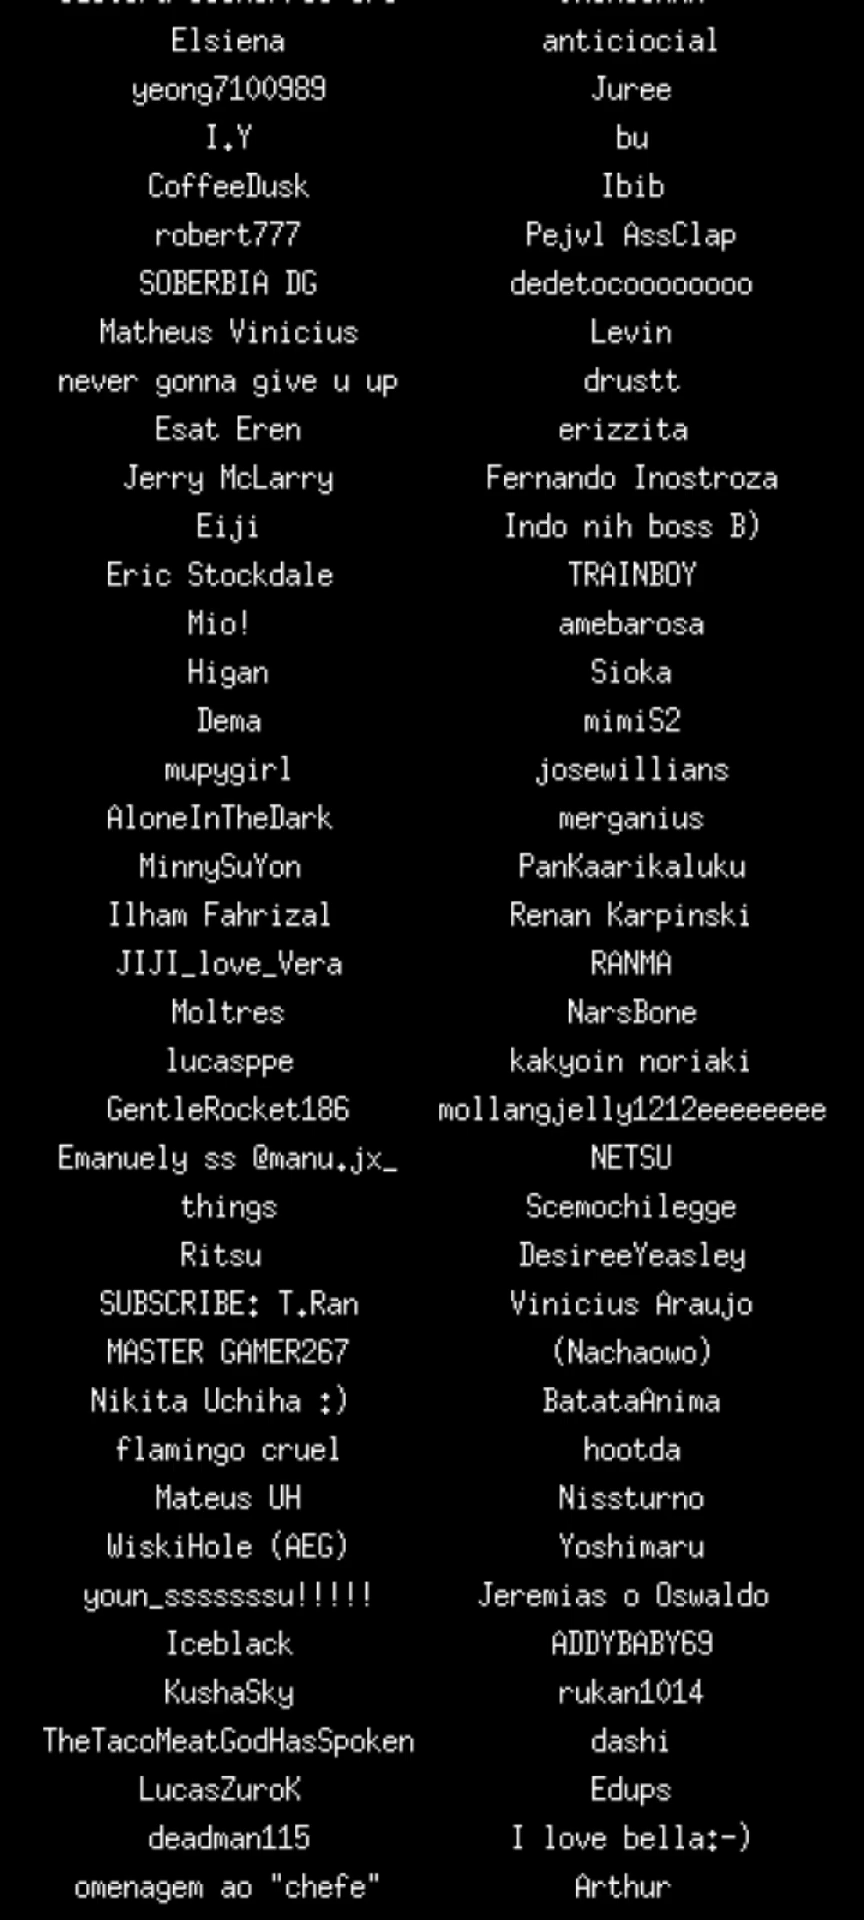 Elsiena anticiocial
yeong7100989 Juree
I.Y bu
CoffeeDusk Ibib
robert777 Pejvl AssClap
SOBERBIA DG dedetocooooooooo
Matheus Vinicius Levin
never gonna give u up drustt
Esat Eren erizzita
Jerry McLarry Fernando Inostroza
Eiji Indo nih boss B)
Eric Stockdale TRAINBOY
Mio! amebarosa
Higan Sioka
Dema mimiS2
mupygirl josewillians
AloneInTheDark merganius
MinnySuYon PanKaarikaluku
Ilham Fahrizal Renan Karpinski
JIJI_love_Vera RANMA
Moltres NarsBone
lucasppe kakyoin noriaki
GentleRocket186 mollangjelly1212eeeeeeee
Emanuely ss @manu.jx_ NETSU
things Scemochilegge
Ritsu DesireeYeasley
SUBSCRIBE: T.Ran Vinicius Araujo
MASTER GAMER267 (Nachaowo)
Nikita Uchiha :) BatataAnima
flamingo cruel hootda
Mateus UH Nissturno
WiskiHole (AEG) Yoshimaru
youn_sssssssu!!!!! Jeremias o Oswaldo
Iceblack ADDYBABY69
KushaSky rukan1014
TheTacoMeatGodHasSpoken dashi
LucasZuroK Edups
deadman115 I love bella:-)
omenagem ao "chefe" Arthur